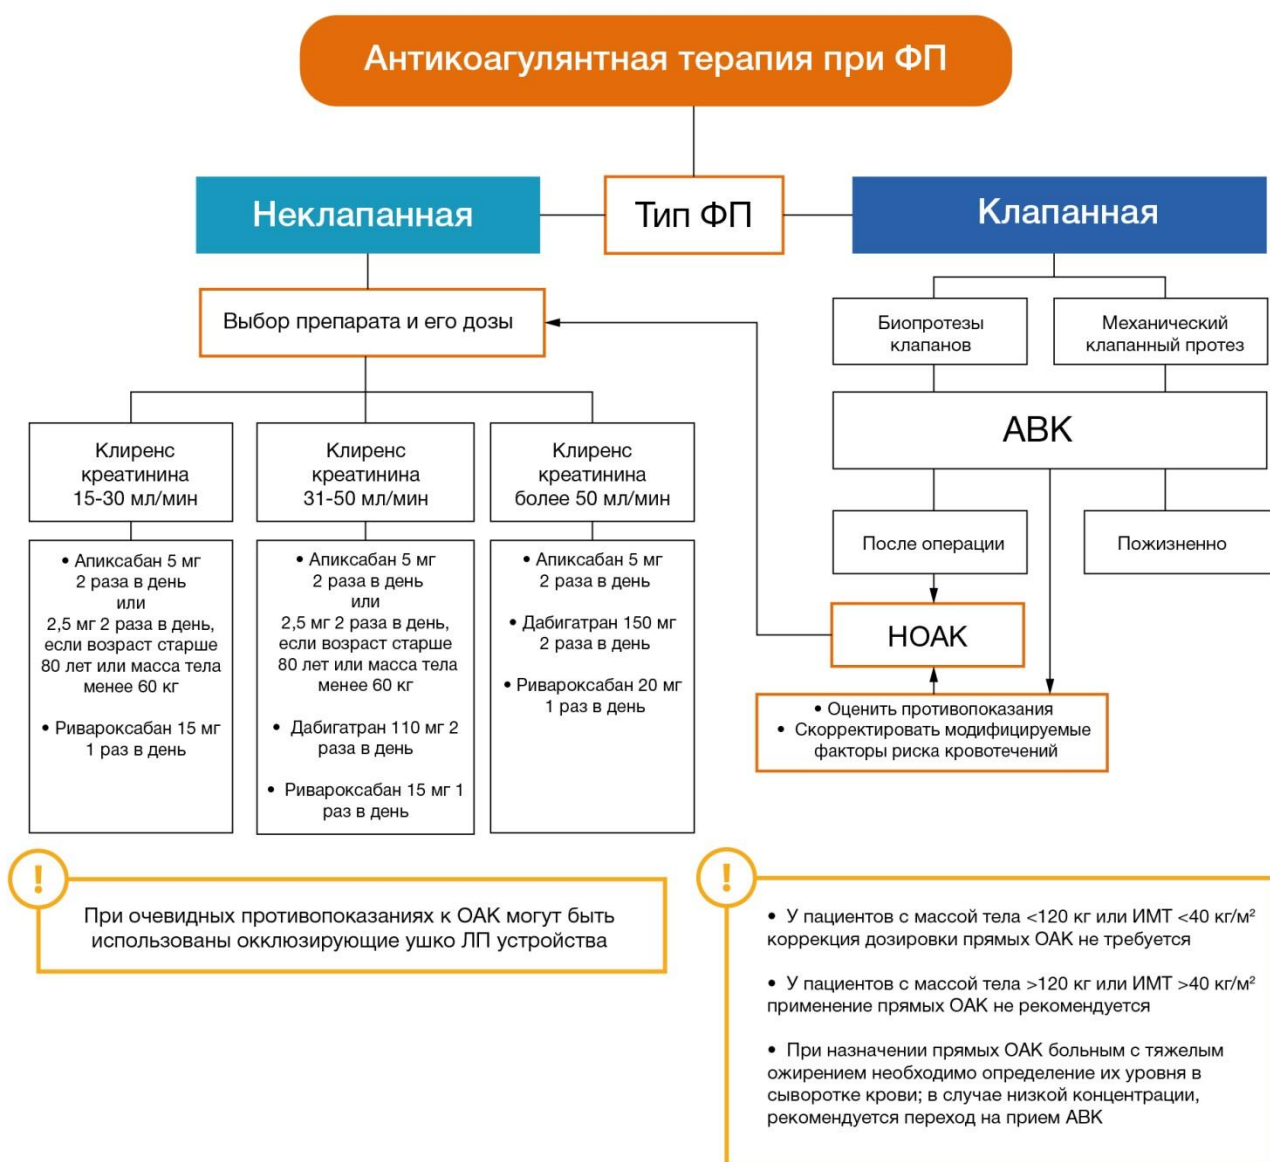 Антикоагулянтная терапия при ФП
Неклапанная
Тип ФП
Клапанная
Выбор препарата и его дозы
Биопротезы
клапанов
Механический
клапанный протез
АВК
Клиренс
креатинина
15-30 мл/мин
Клиренс
креатинина
31-50 мл/мин
Клиренс
креатинина
более 50 мл/мин
После операции
Пожизненно
• Апиксабан 5 мг
2 раза в день
или
2,5 мг 2 раза в день,
если возраст старше
80 лет или масса тела
менее 60 кг
• Ривароксабан 15 мг
1 раз в день
• Апиксабан 5 мг
2 раза в день
или
2,5 мг 2 раза в день,
если возраст старше
80 лет или масса тела
менее 60 кг
• Дабигатран 110 мг 2
раза в день
• Ривароксабан 15 мг 1
раз в день
• Апиксабан 5 мг
2 раза в день
• Дабигатран 150 мг
2 раза в день
• Ривароксабан 20 мг
1 раз в день
НОАК
• Оценить противопоказания
• Скорректировать модифицируемые
факторы риска кровотечений
!
При очевидных противопоказаниях к ОАК могут быть
использованы окклюзирующие ушко ЛП устройства
!
• У пациентов с массой тела <120 кг или ИМТ <40 кг/м²
коррекция дозировки прямых ОАК не требуется
• У пациентов с массой тела >120 кг или ИМТ >40 кг/м²
применение прямых ОАК не рекомендуется
• При назначении прямых ОАК больным с тяжелым
ожирением необходимо определение их уровня в
сыворотке крови; в случае низкой концентрации,
рекомендуется переход на прием АВК